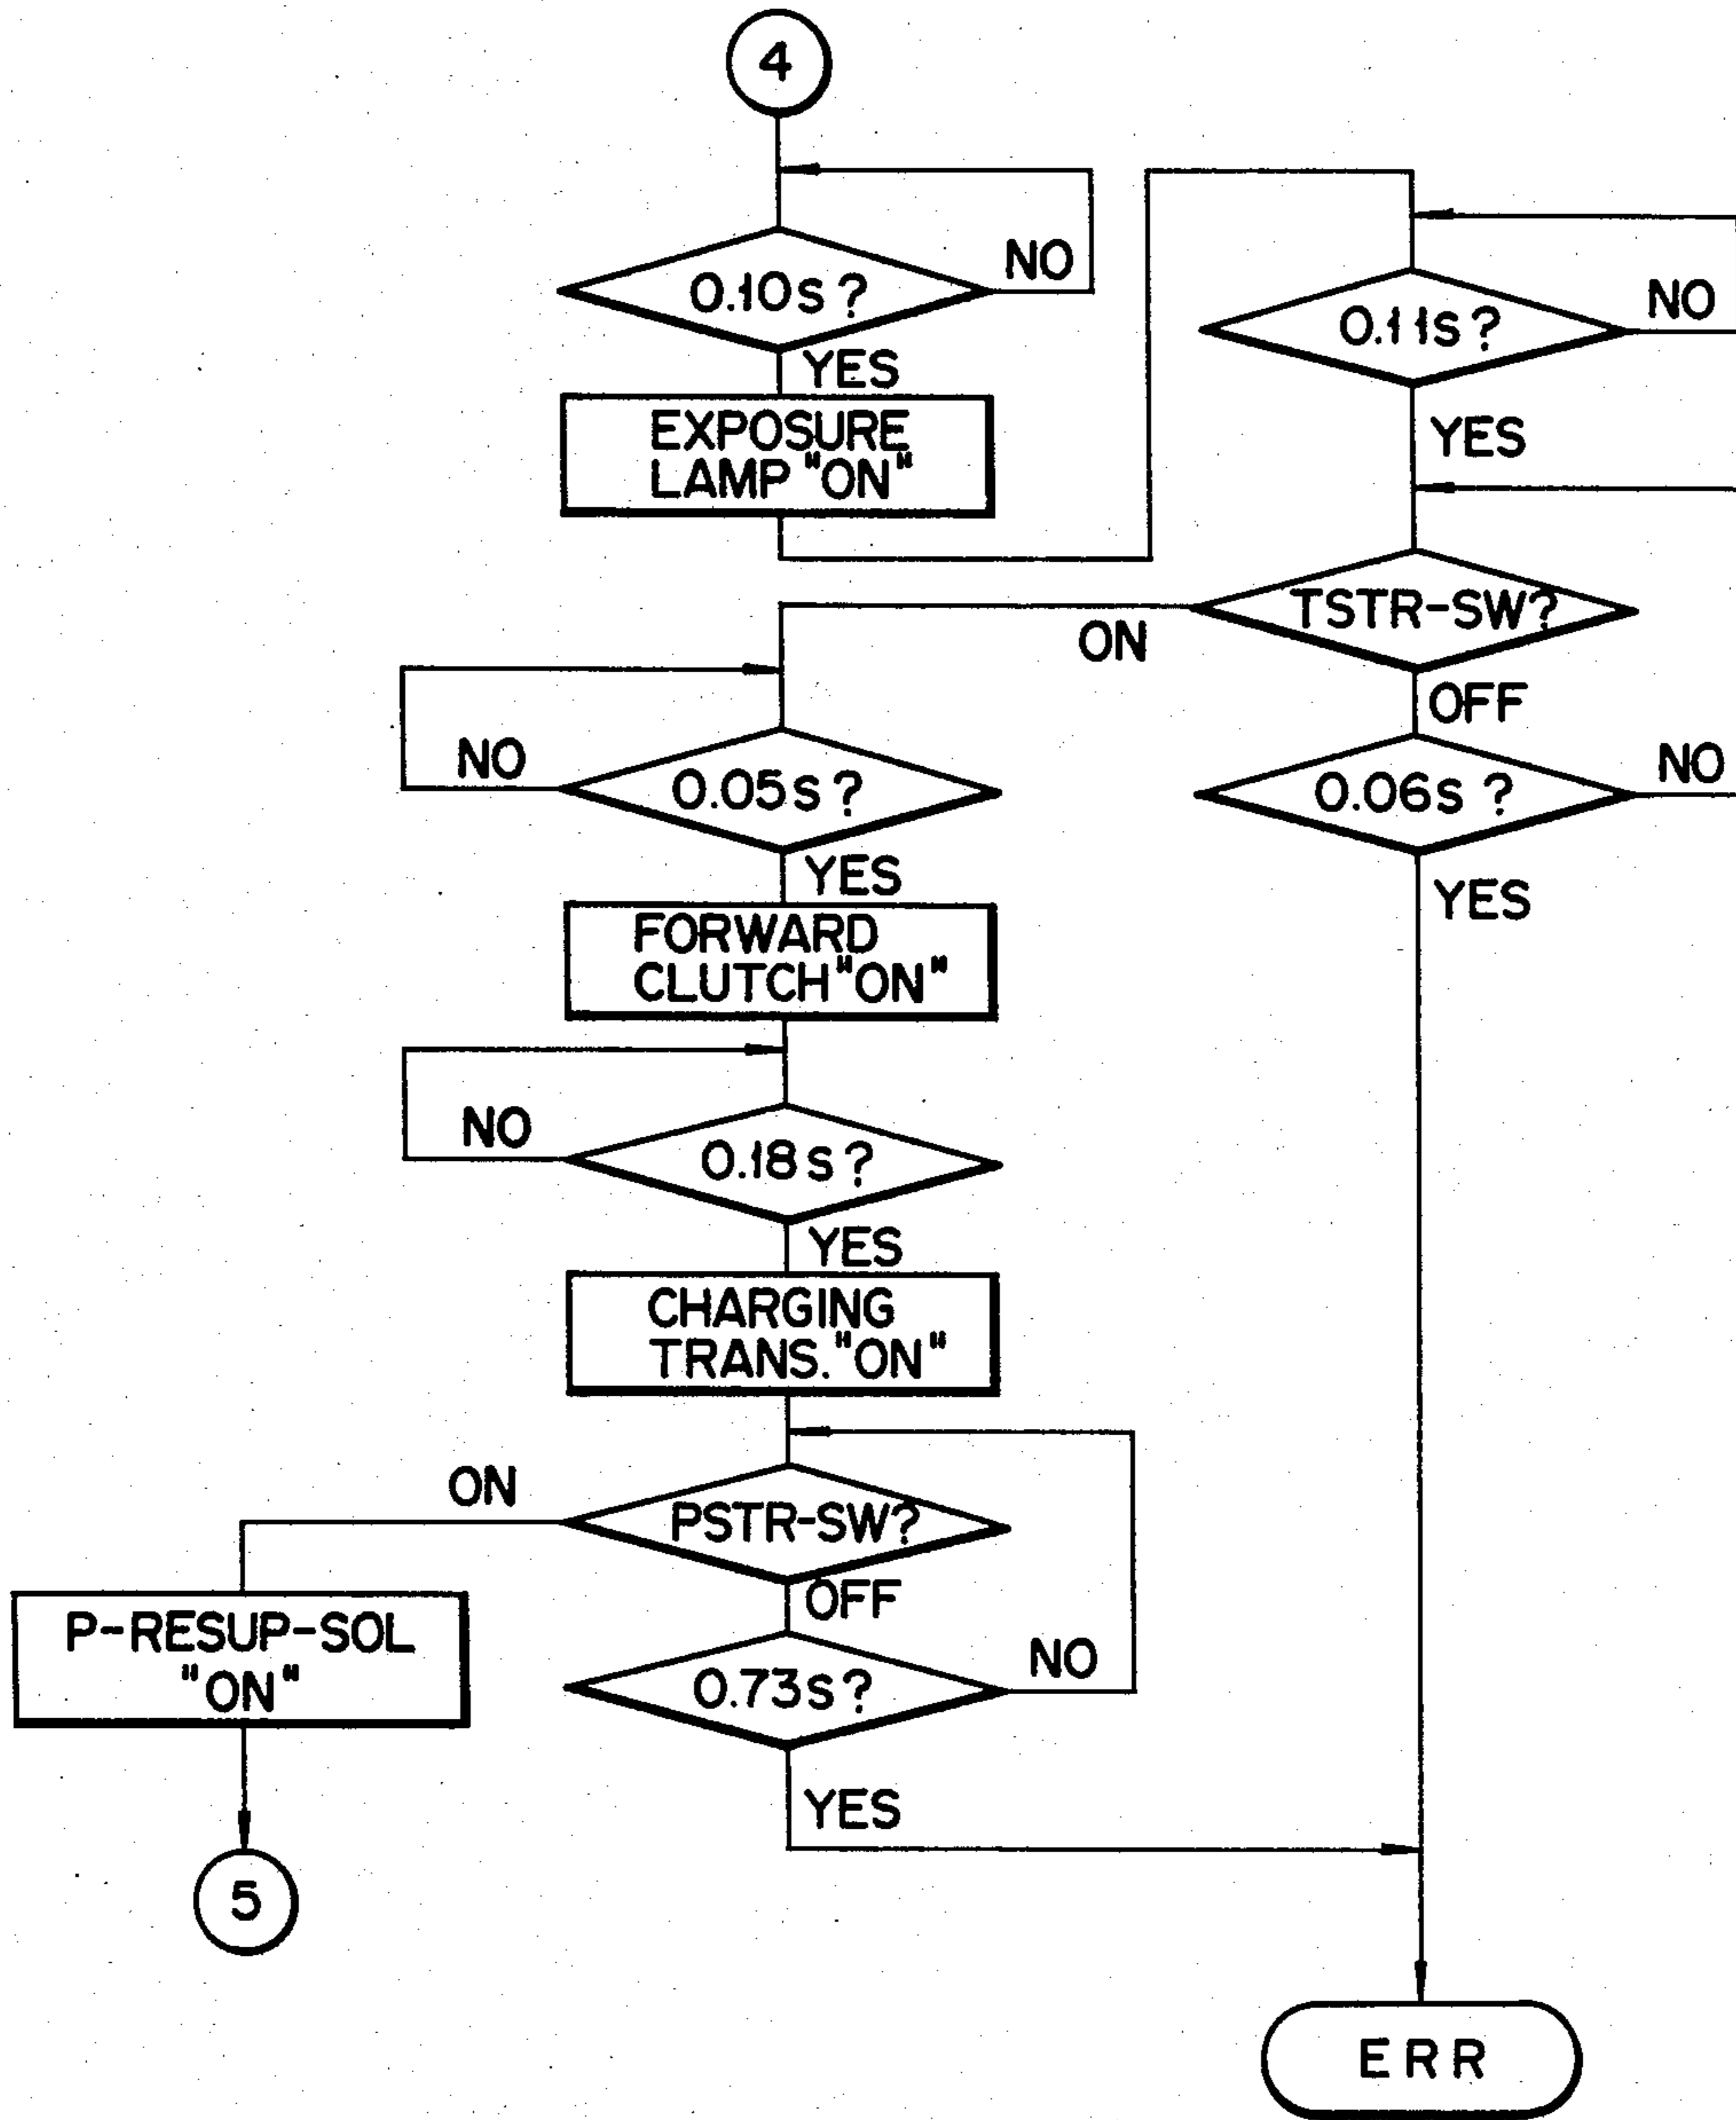 4
0.10s?
NO
YES
EXPOSURE
LAMP "ON"
0.11s?
NO
YES
TSTR-SW?
ON
OFF
0.06s?
NO
YES
0.05s?
NO
YES
FORWARD
CLUTCH "ON"
0.18s?
NO
YES
CHARGING
TRANS. "ON"
PSTR-SW?
ON
OFF
P-RESUP-SOL
"ON"
0.73s?
NO
YES
5
ERR